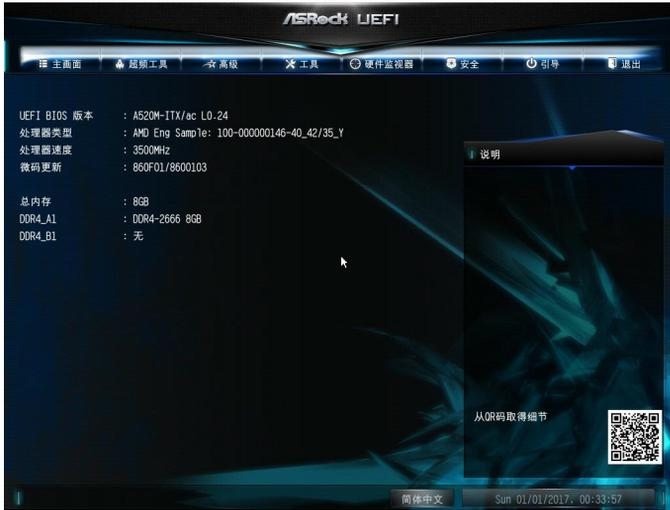 ASRock UEFI
主画面 超频工具 高级 工具 硬件监视器 安全 引导 退出
UEFI BIOS 版本 : A520M-ITX/ac L0.24
处理器类型 : AMD Eng Sample: 100-000000146-40_42/35_Y
处理器速度 : 3500MHz
微码更新 : 860F01/8600103
说明
总内存 : 8GB
DDR4_A1 : DDR4-2666 8GB
DDR4_B1 : 无
从QR码取得细节
简体中文 Sun 01/01/2017. 00:33:57